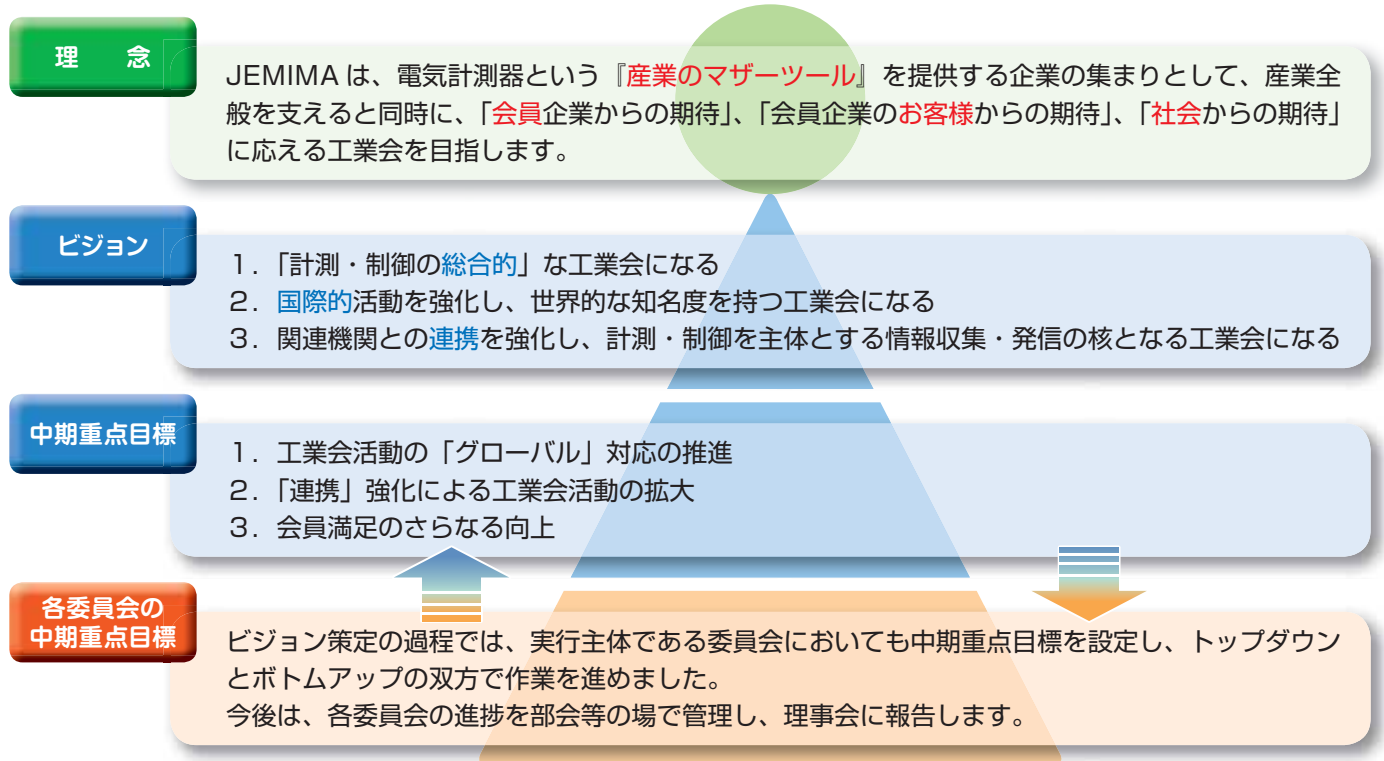 理　念
JEMIMA は、電気計測器という『産業のマザーツール』を提供する企業の集まりとして、産業全
般を支えると同時に、「会員企業からの期待」、「会員企業のお客様からの期待」、「社会からの期待」
に応える工業会を目指します。
ビジョン
１．「計測・制御の総合的」な工業会になる
２．国際的活動を強化し、世界的な知名度を持つ工業会になる
３．関連機関との連携を強化し、計測・制御を主体とする情報収集・発信の核となる工業会になる
中期重点目標
１．工業会活動の「グローバル」対応の推進
２．「連携」強化による工業会活動の拡大
３．会員満足のさらなる向上
各委員会の
中期重点目標
ビジョン策定の過程では、実行主体である委員会においても中期重点目標を設定し、トップダウン
とボトムアップの双方で作業を進めました。
今後は、各委員会の進捗を部会等の場で管理し、理事会に報告します。